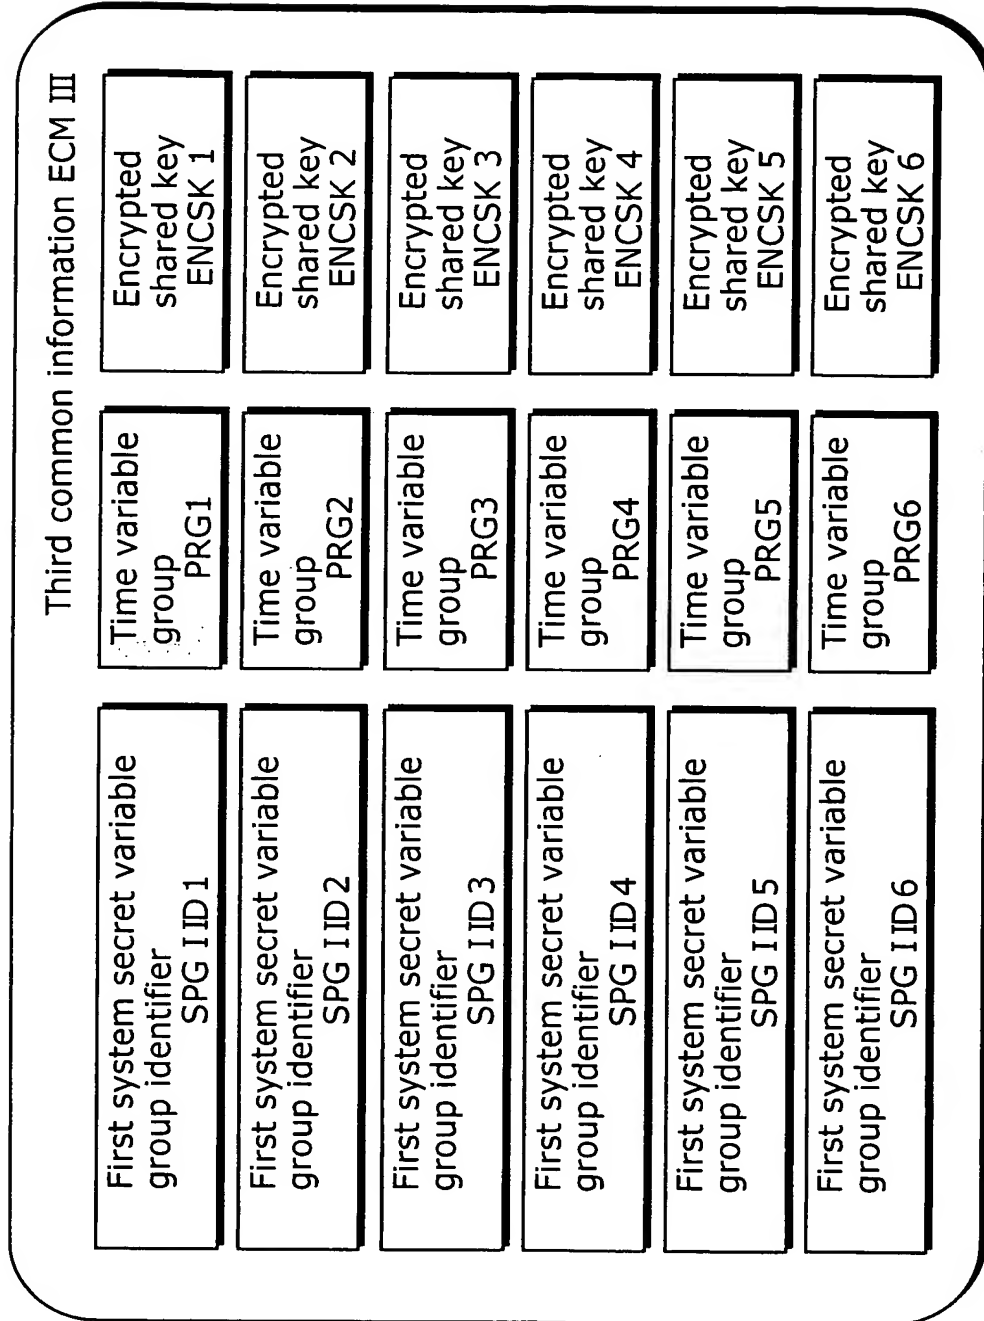 Third common information ECM III
First system secret variable
group identifier
SPG I ID 1
Time variable
group
PRG1
Encrypted
shared key
ENCSK 1
First system secret variable
group identifier
SPG I ID 2
Time variable
group
PRG2
Encrypted
shared key
ENCSK 2
First system secret variable
group identifier
SPG I ID 3
Time variable
group
PRG3
Encrypted
shared key
ENCSK 3
First system secret variable
group identifier
SPG I ID 4
Time variable
group
PRG4
Encrypted
shared key
ENCSK 4
First system secret variable
group identifier
SPG I ID 5
Time variable
group
PRG5
Encrypted
shared key
ENCSK 5
First system secret variable
group identifier
SPG I ID 6
Time variable
group
PRG6
Encrypted
shared key
ENCSK 6